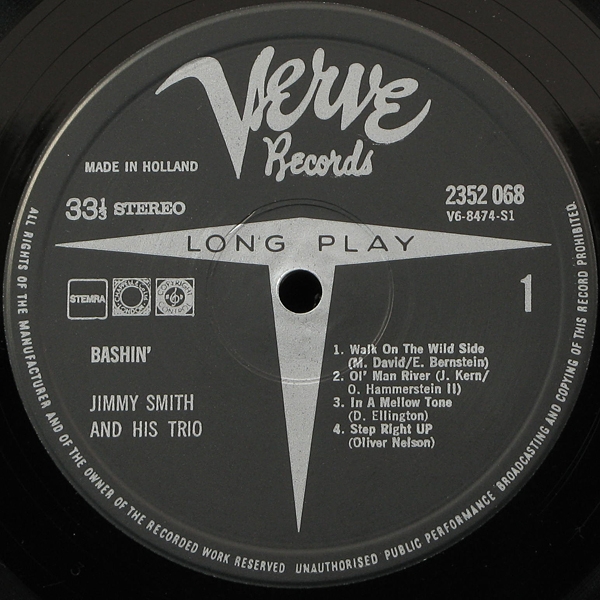 Verve
Records
MADE IN HOLLAND
33⅓ STEREO
2352 068
V6-8474-S1
LONG PLAY
STEMRA
COPYRIGHT
CONTROL
1
BASHIN'
JIMMY SMITH
AND HIS TRIO
1. Walk On The Wild Side
(M. David/E. Bernstein)
2. Ol' Man River (J. Kern/
O. Hammerstein II)
3. In A Mellow Tone
(D. Ellington)
4. Step Right UP
(Oliver Nelson)
ALL RIGHTS OF THE MANUFACTURER AND OF THE OWNER OF THE RECORDED WORK RESERVED UNAUTHORISED PUBLIC PERFORMANCE BROADCASTING AND COPYING OF THIS RECORD PROHIBITED.